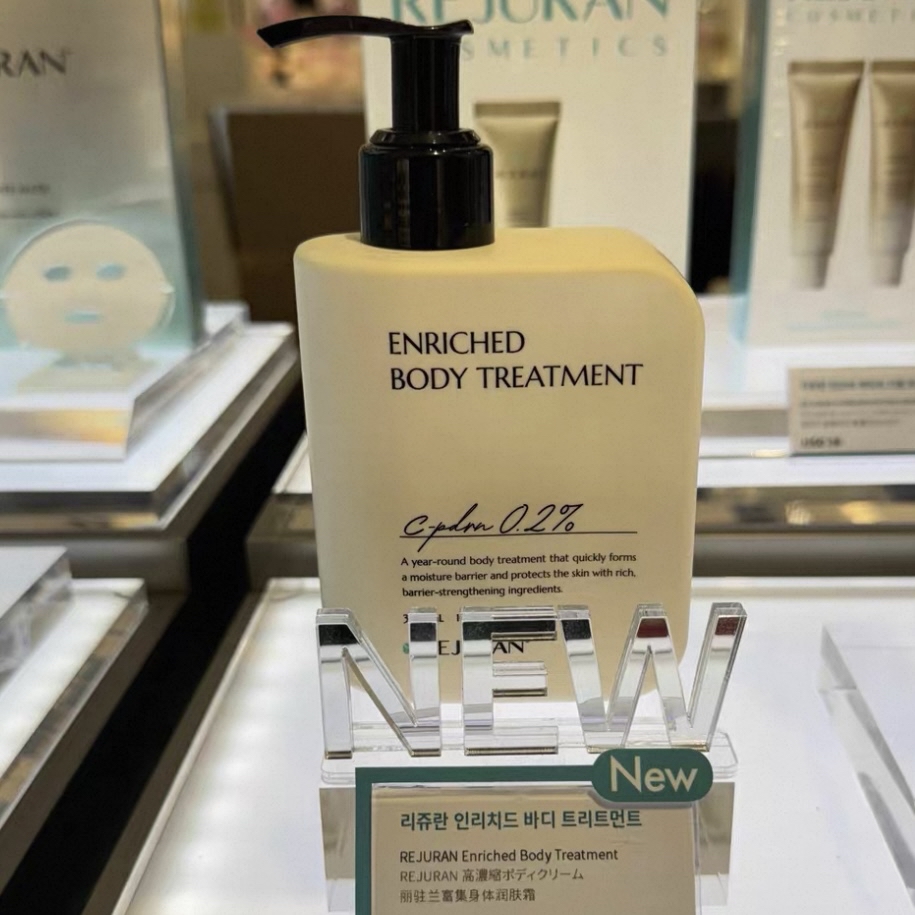 REJURAN
COSMETICS
RAN
ENRICHED
BODY TREATMENT
c-pdrn 0.2%
A year-round body treatment that quickly forms
a moisture barrier and protects the skin with rich,
barrier-strengthening ingredients.
NEW
New
리쥬란 인리치드 바디 트리트먼트
REJURAN Enriched Body Treatment
REJURAN 高濃縮ボディクリーム
丽驻兰富集身体润肤霜